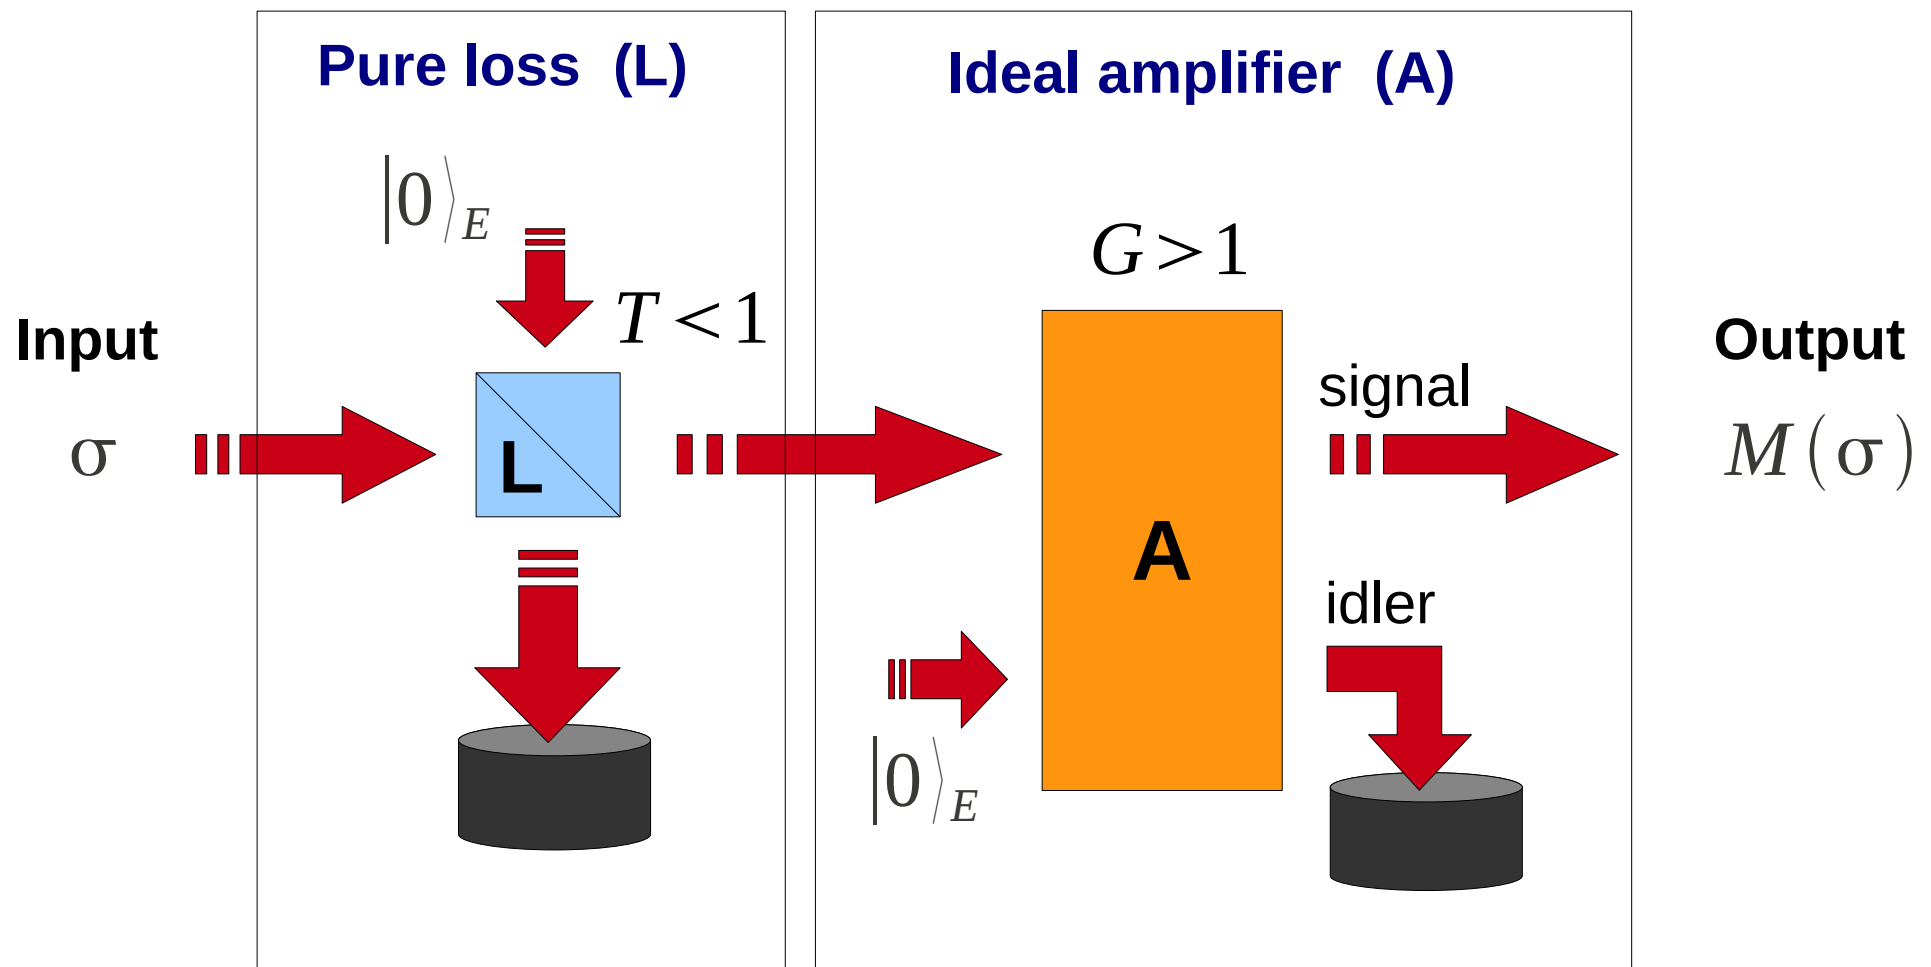 Pure loss (L)
Ideal amplifier (A)
|0⟩E
G>1
T<1
Input
Output
signal
σ
L
M(σ)
A
idler
|0⟩E